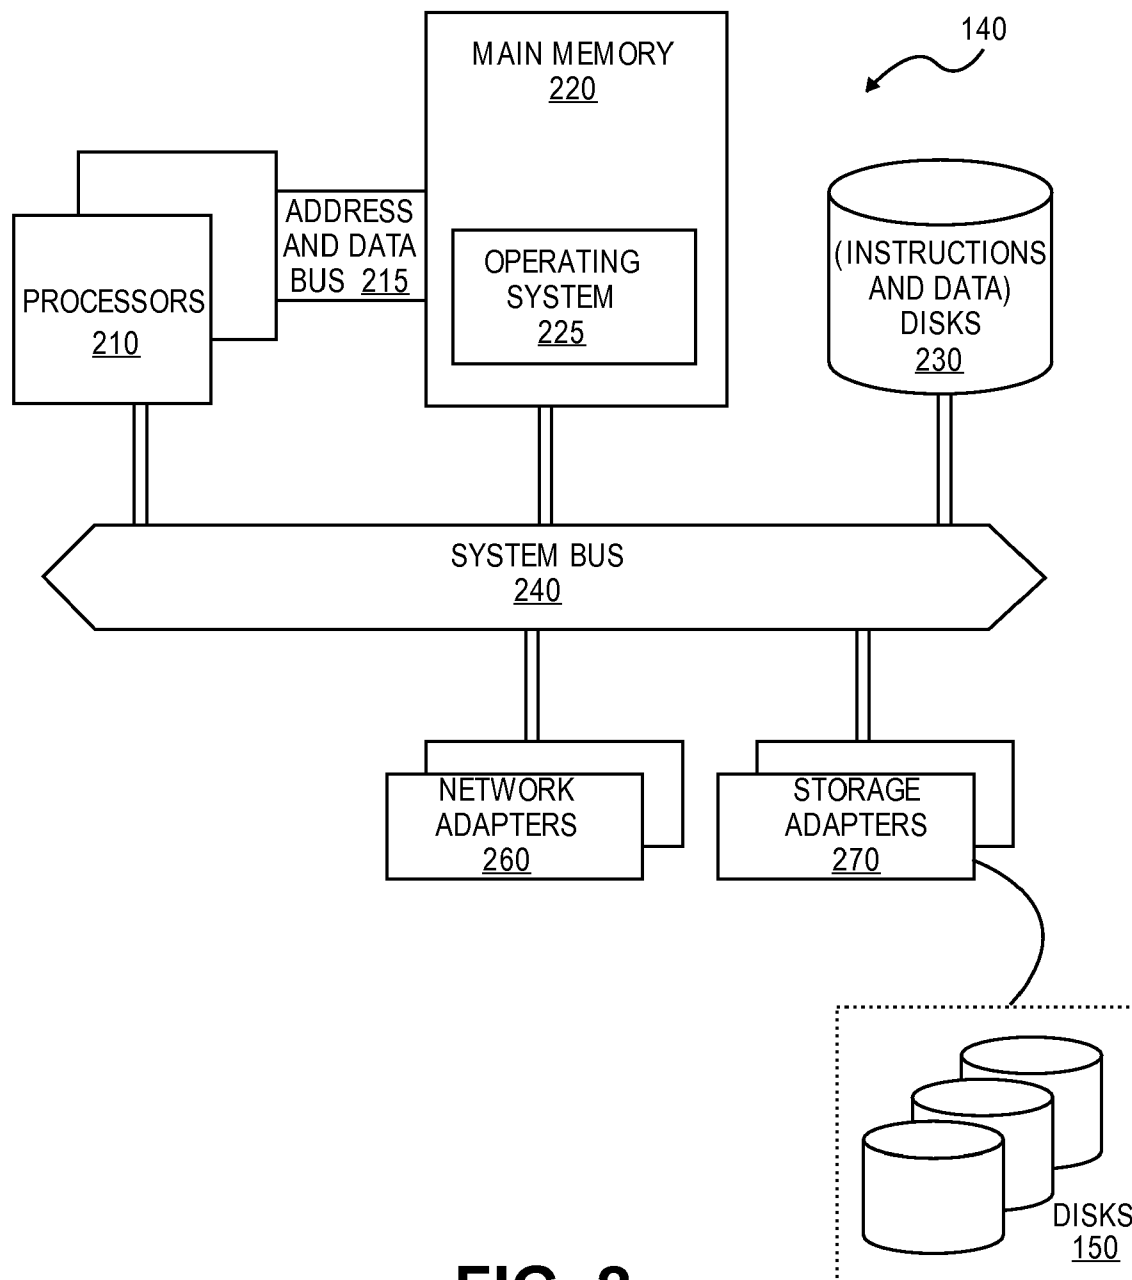 140
MAIN MEMORY
220
ADDRESS
AND DATA
BUS 215
OPERATING
SYSTEM
225
PROCESSORS
210
(INSTRUCTIONS
AND DATA)
DISKS
230
SYSTEM BUS
240
NETWORK
ADAPTERS
260
STORAGE
ADAPTERS
270
DISKS
150
FIG.